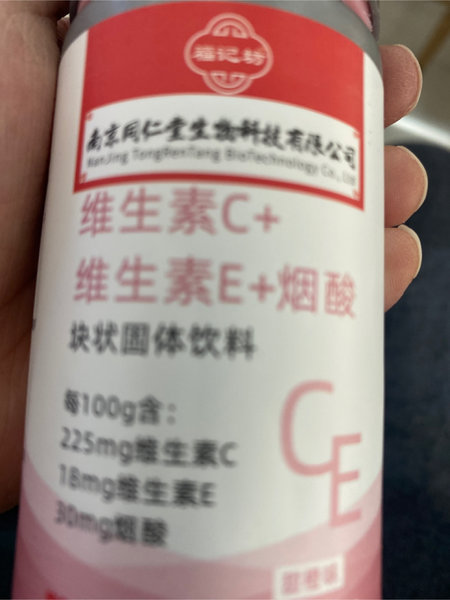 福记坊
南京同仁堂生物科技有限公司
NanJing TongRenTang BioTechnology Co., Ltd
维生素C+
维生素E+烟酸
块状固体饮料
每100g含：
225mg维生素C
18mg维生素E
30mg烟酸
CE
甜橙味